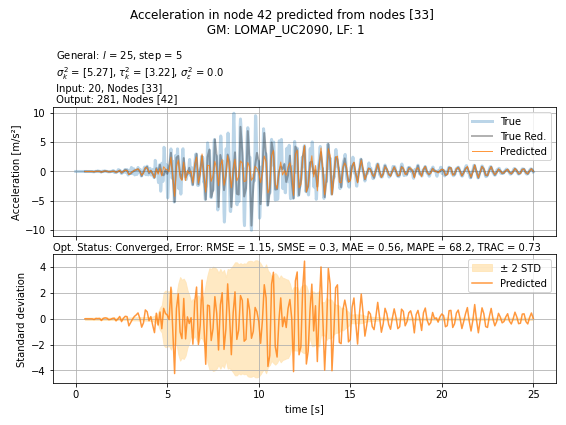 Acceleration in node 42 predicted from nodes [33]
GM: LOMAP_UC2090, LF: 1
General: l = 25, step = 5
σ²ₖ = [5.27], τ²ₖ = [3.22], σ²ε = 0.0
Input: 20, Nodes [33]
Output: 281, Nodes [42]
Acceleration [m/s²]
10
5
0
−5
−10
True
True Red.
Predicted
Opt. Status: Converged, Error: RMSE = 1.15, SMSE = 0.3, MAE = 0.56, MAPE = 68.2, TRAC = 0.73
Standard deviation
4
2
0
−2
−4
± 2 STD
Predicted
0 5 10 15 20 25
time [s]